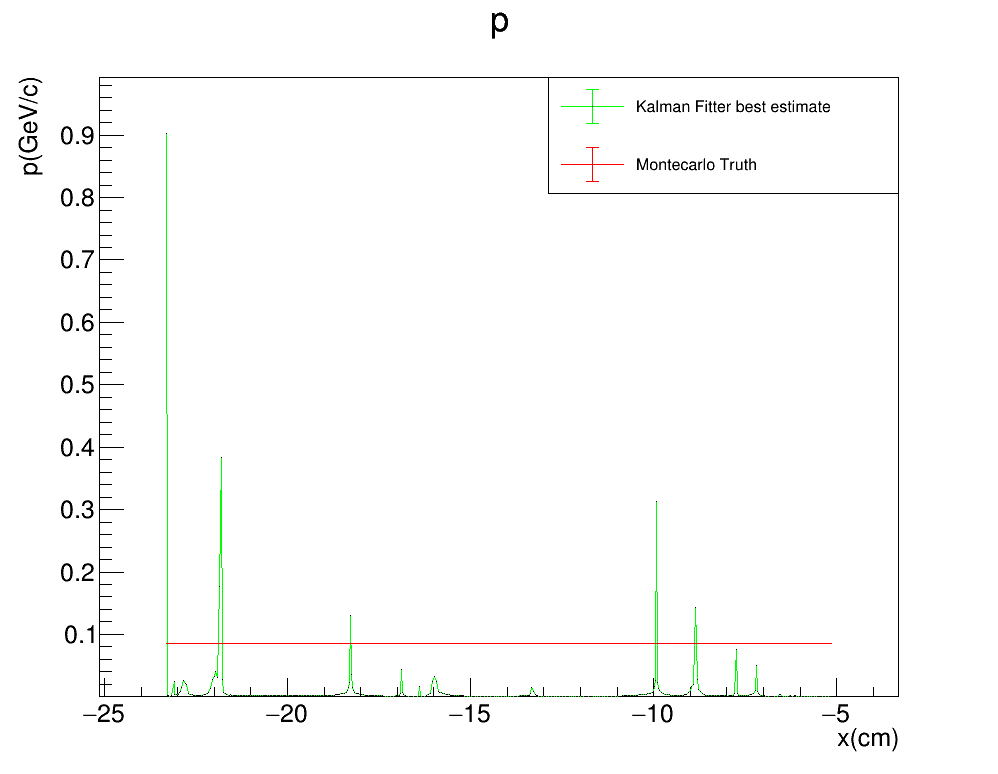 p
p(GeV/c)
Kalman Fitter best estimate
Montecarlo Truth
0.9
0.8
0.7
0.6
0.5
0.4
0.3
0.2
0.1
−25 −20 −15 −10 −5
x(cm)